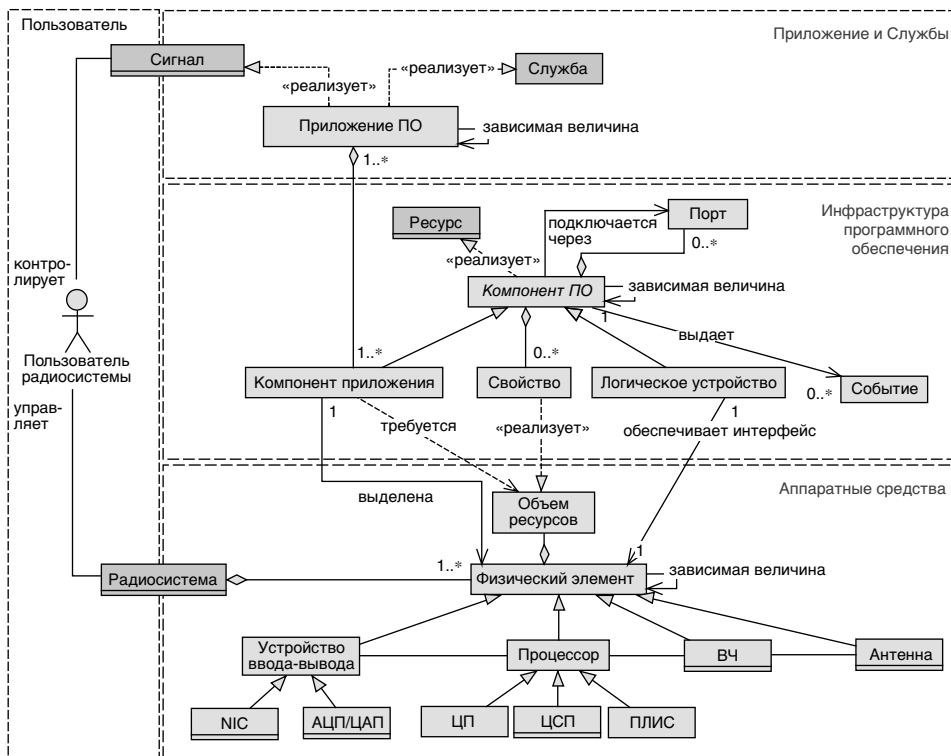 Пользователь
Приложение и Службы
Сигнал
«реализует»
Служба
«реализует»
Приложение ПО
зависимая величина
1..*
Порт
Инфраструктура
программного
обеспечения
Ресурс
подключается
через
0..*
«реализует»
контро-
лирует
Компонент ПО
зависимая величина
1
выдает
Пользователь
радиосистемы
1..*
0..*
Компонент приложения
Свойство
Логическое устройство
Событие
0..*
управ-
ляет
1
требуется
«реализует»
1
обеспечивает интерфейс
Аппаратные средства
выделена
Объем
ресурсов
1
1..*
Радиосистема
Физический элемент
зависимая величина
Устройство
ввода-вывода
Процессор
ВЧ
Антенна
NIC
АЦП/ЦАП
ЦП
ЦСП
ПЛИС